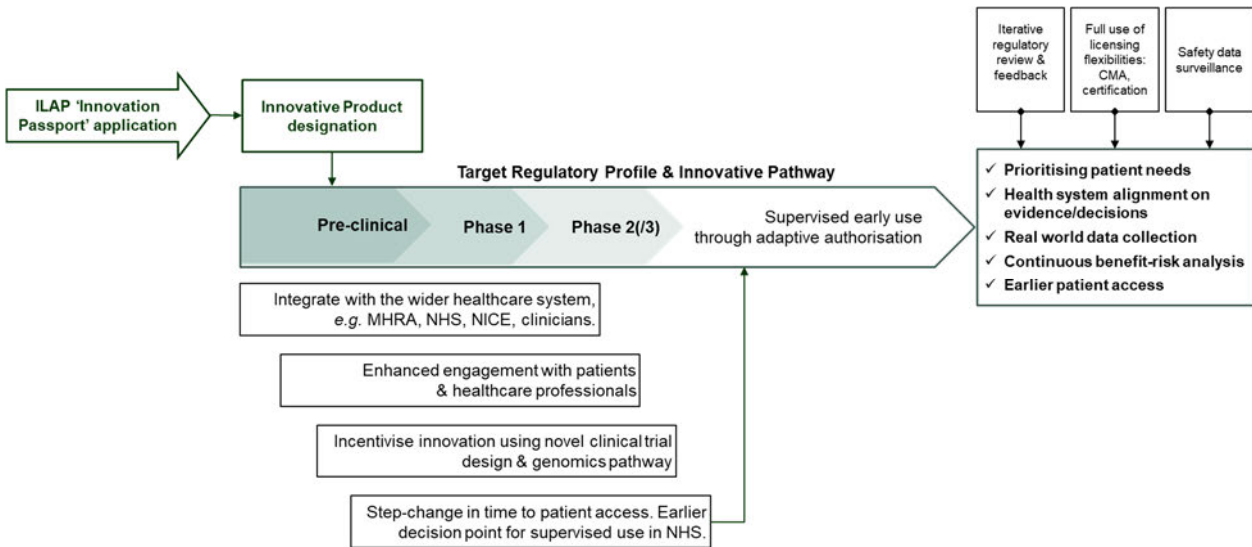 ILAP ‘Innovation
Passport’ application
Innovative Product
designation
Target Regulatory Profile & Innovative Pathway
Pre-clinical
Phase 1
Phase 2(/3)
Supervised early use
through adaptive authorisation
Integrate with the wider healthcare system,
e.g. MHRA, NHS, NICE, clinicians.
Enhanced engagement with patients
& healthcare professionals
Incentivise innovation using novel clinical trial
design & genomics pathway
Step-change in time to patient access. Earlier
decision point for supervised use in NHS.
Iterative
regulatory
review &
feedback
Full use of
licensing
flexibilities:
CMA,
certification
Safety data
surveillance
✓ Prioritising patient needs
✓ Health system alignment on
evidence/decisions
✓ Real world data collection
✓ Continuous benefit-risk analysis
✓ Earlier patient access